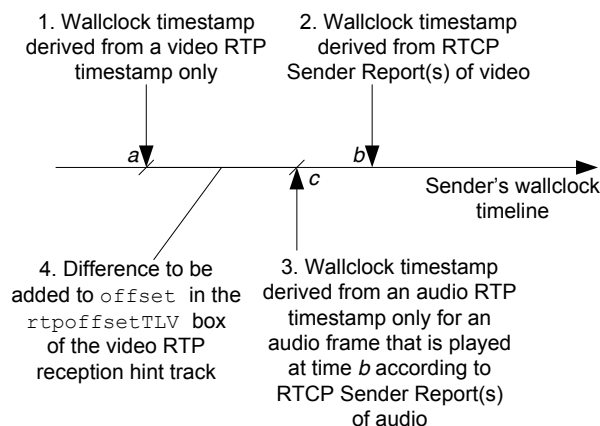 1. Wallclock timestamp
derived from a video RTP
timestamp only
2. Wallclock timestamp
derived from RTCP
Sender Report(s) of video
a
b
c
Sender's wallclock
timeline
4. Difference to be
added to offset in the
rtpoffsetTLV box
of the video RTP
reception hint track
3. Wallclock timestamp
derived from an audio RTP
timestamp only for an
audio frame that is played
at time b according to
RTCP Sender Report(s)
of audio